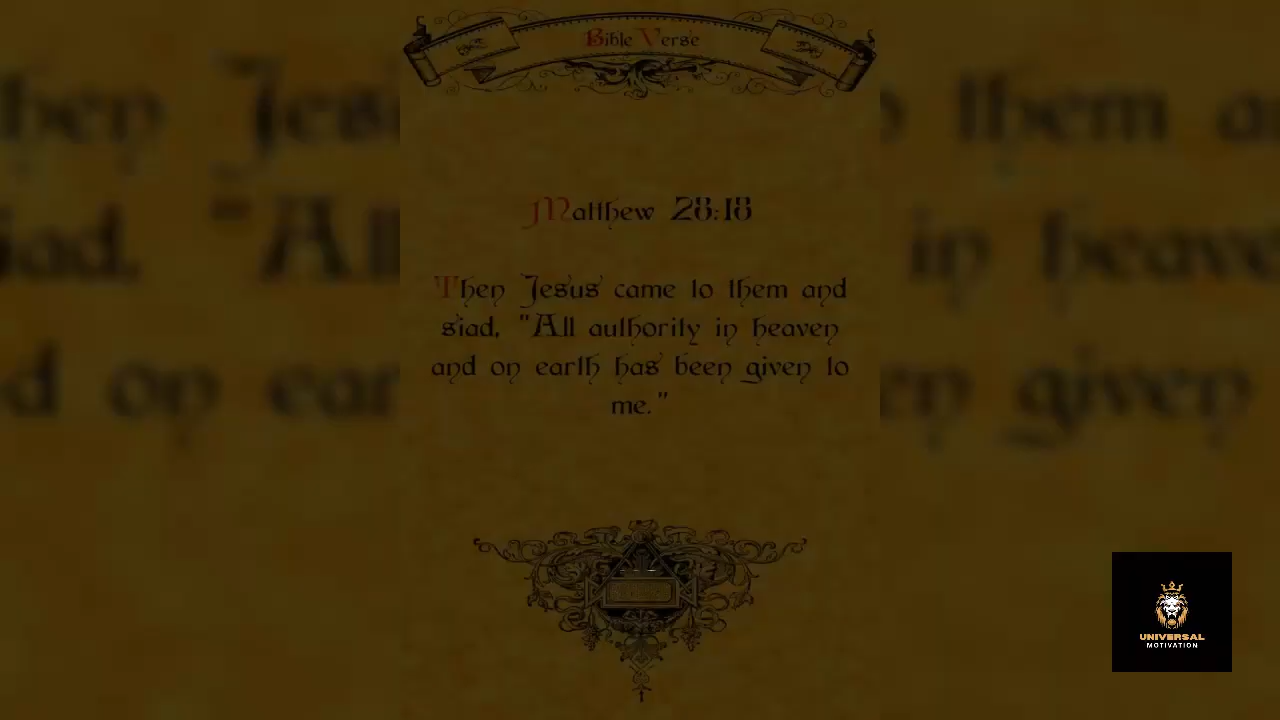 Bible Verse
Matthew 28:18
Then Jesus came to them and
siad, "All authority in heaven
and on earth has been given to
me."
UNIVERSAL
MOTIVATION